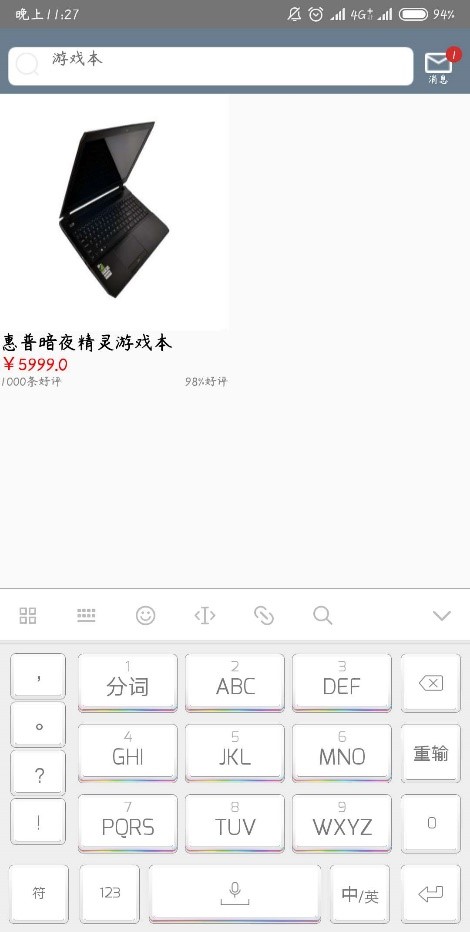 晚上11:27 4G+ 94%
游戏本
1
消息
惠普暗夜精灵游戏本
￥5999.0
1000条好评 98%好评
， 1 分词 2 ABC 3 DEF
。 4 GHI 5 JKL 6 MNO 重输
？ 7 PQRS 8 TUV 9 WXYZ 0
！
符 123 中/英